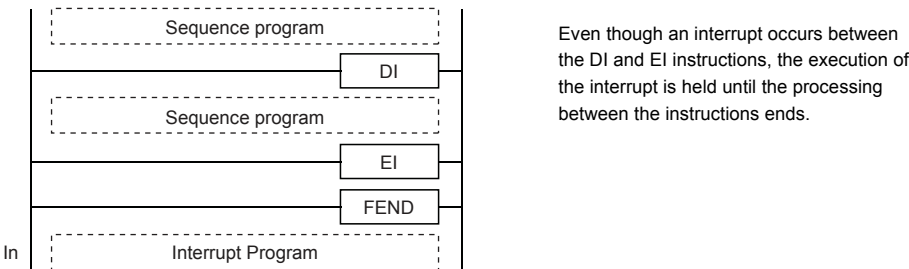 Sequence program
DI
Sequence program
EI
FEND
In
Interrupt Program
Even though an interrupt occurs between
the DI and EI instructions, the execution of
the interrupt is held until the processing
between the instructions ends.